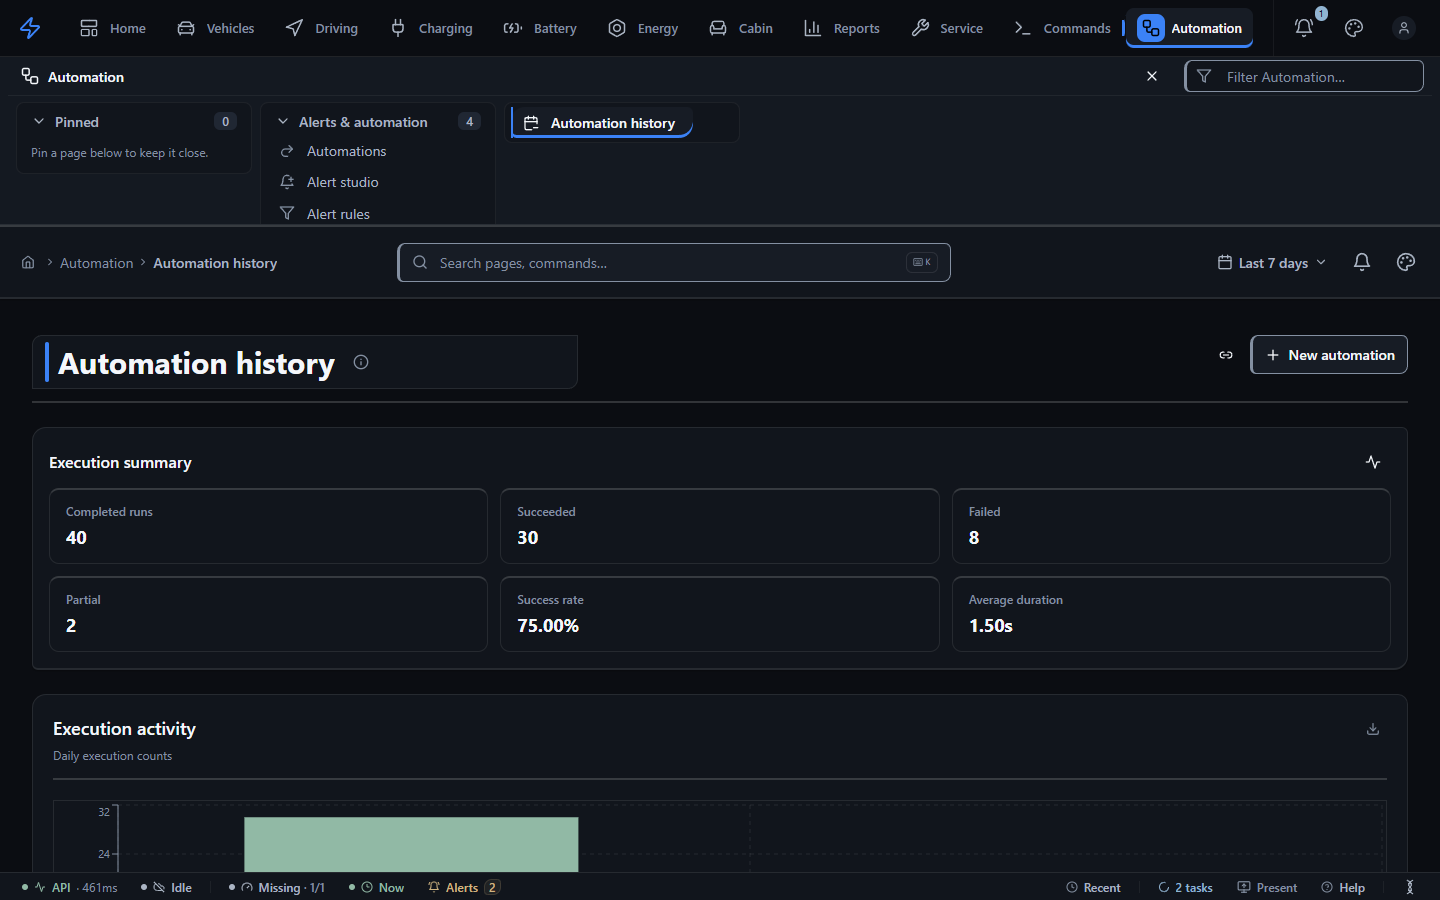 Home Vehicles Driving Charging Battery Energy Cabin Reports Service Commands Automation 1
Automation
Filter Automation...
Pinned 0
Pin a page below to keep it close.
Alerts & automation 4
Automations
Alert studio
Alert rules
Automation history
Automation Automation history
Search pages, commands...
K
Last 7 days
Automation history
New automation
Execution summary
Completed runs
40
Succeeded
30
Failed
8
Partial
2
Success rate
75.00%
Average duration
1.50s
Execution activity
Daily execution counts
32
24
API · 461ms Idle Missing · 1/1 Now Alerts 2 Recent 2 tasks Present Help